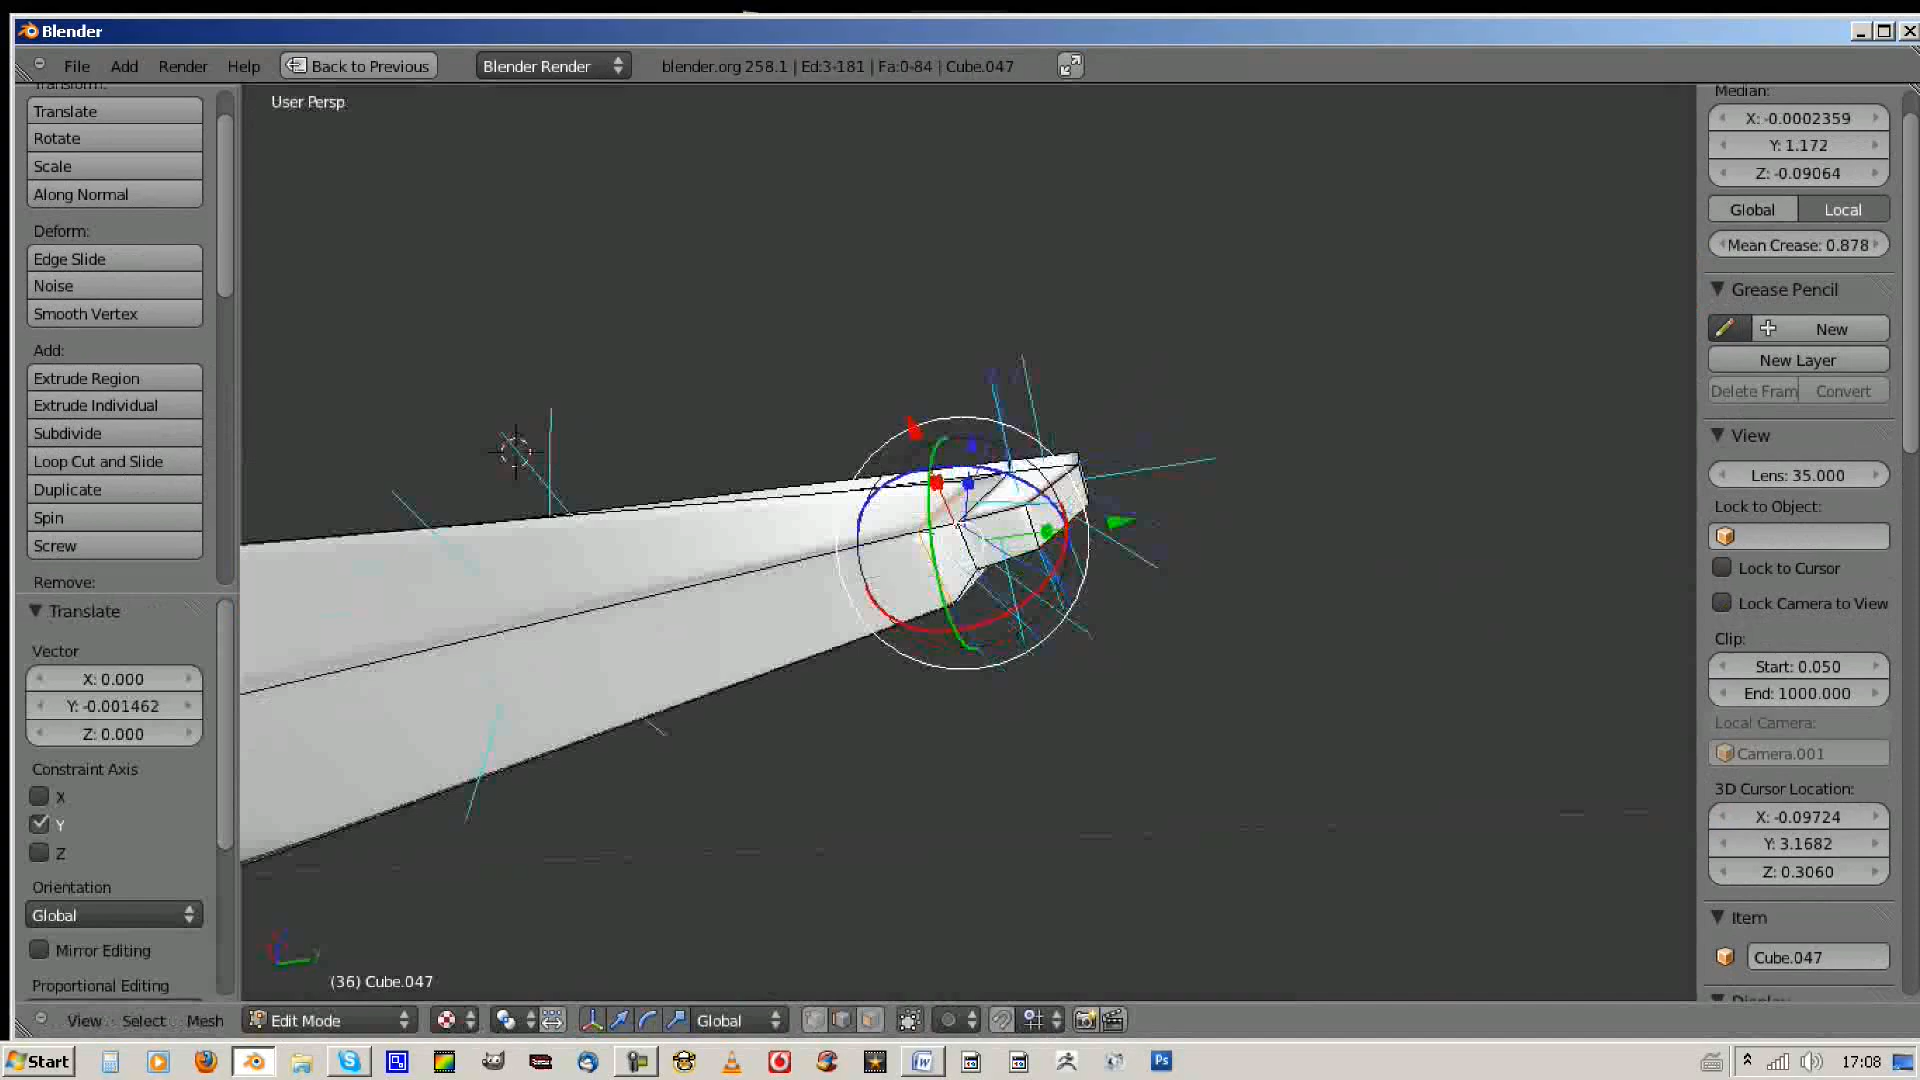 Blender
File Add Render Help Back to Previous Blender Render blender.org 258.1 | Ed:3-181 | Fa:0-84 | Cube.047
Transform:
Translate
Rotate
Scale
Along Normal
Deform:
Edge Slide
Noise
Smooth Vertex
Add:
Extrude Region
Extrude Individual
Subdivide
Loop Cut and Slide
Duplicate
Spin
Screw
Remove:
Translate
Vector
X: 0.000
Y: -0.001462
Z: 0.000
Constraint Axis
X
Y
Z
Orientation
Global
Mirror Editing
Proportional Editing
User Persp
(36) Cube.047
Median:
X: -0.0002359
Y: 1.172
Z: -0.09064
Global Local
Mean Crease: 0.878
Grease Pencil
New
New Layer
Delete Fram Convert
View
Lens: 35.000
Lock to Object:
Lock to Cursor
Lock Camera to View
Clip:
Start: 0.050
End: 1000.000
Local Camera:
Camera.001
3D Cursor Location:
X: -0.09724
Y: 3.1682
Z: 0.3060
Item
Cube.047
Display
View Select Mesh Edit Mode Global
Start Ps 17:08